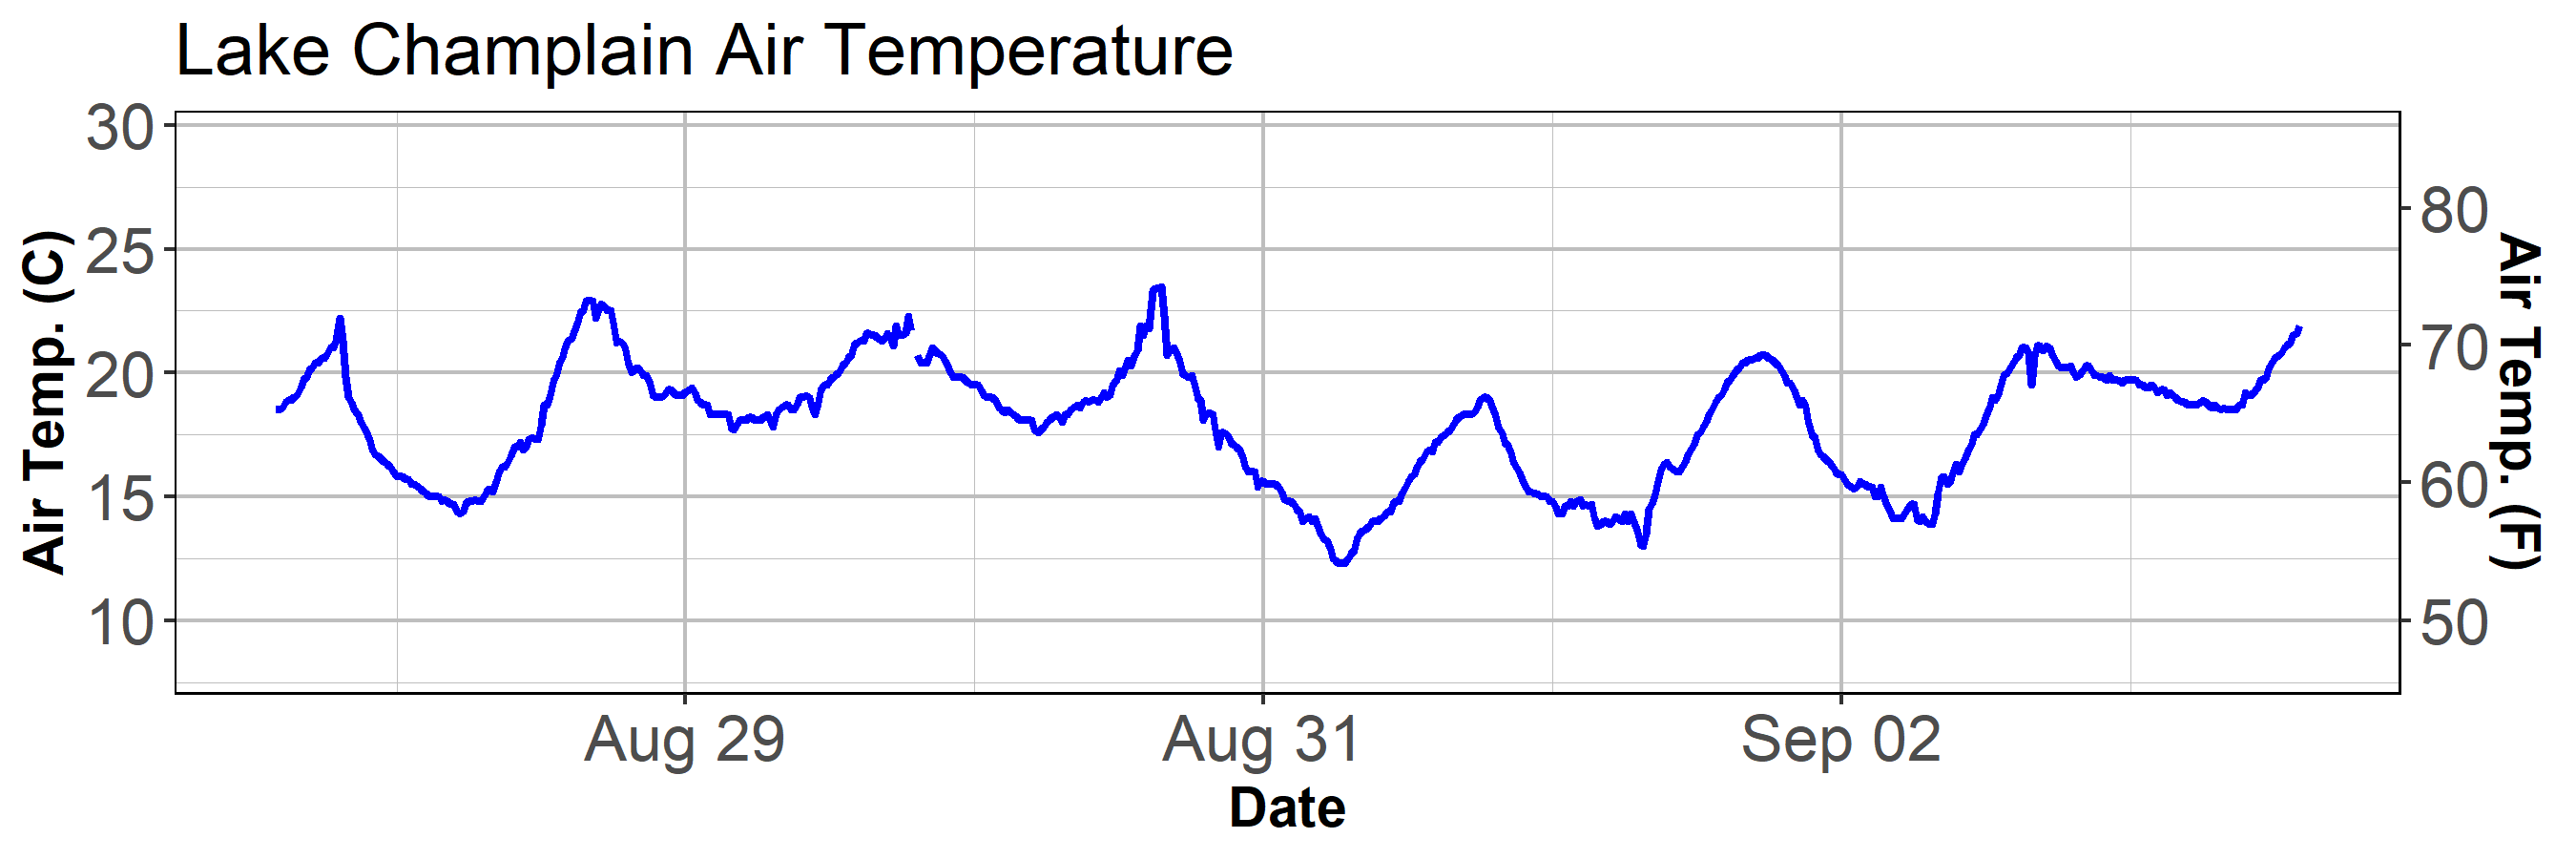 Lake Champlain Air Temperature
Air Temp. (C)
30
25
20
15
10
80
70
60
50
Air Temp. (F)
Aug 29
Aug 31
Sep 02
Date